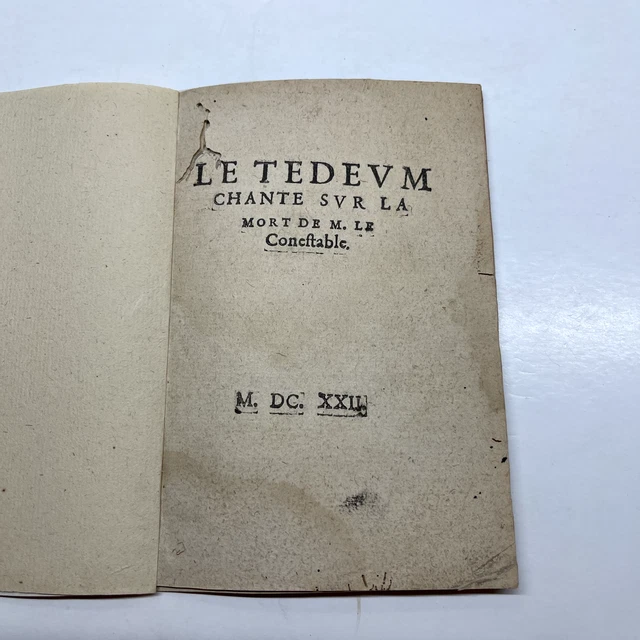 LE TEDEVM
CHANTE SVR LA
MORT DE M. LE
Coneſtable.
M. DC. XXII.